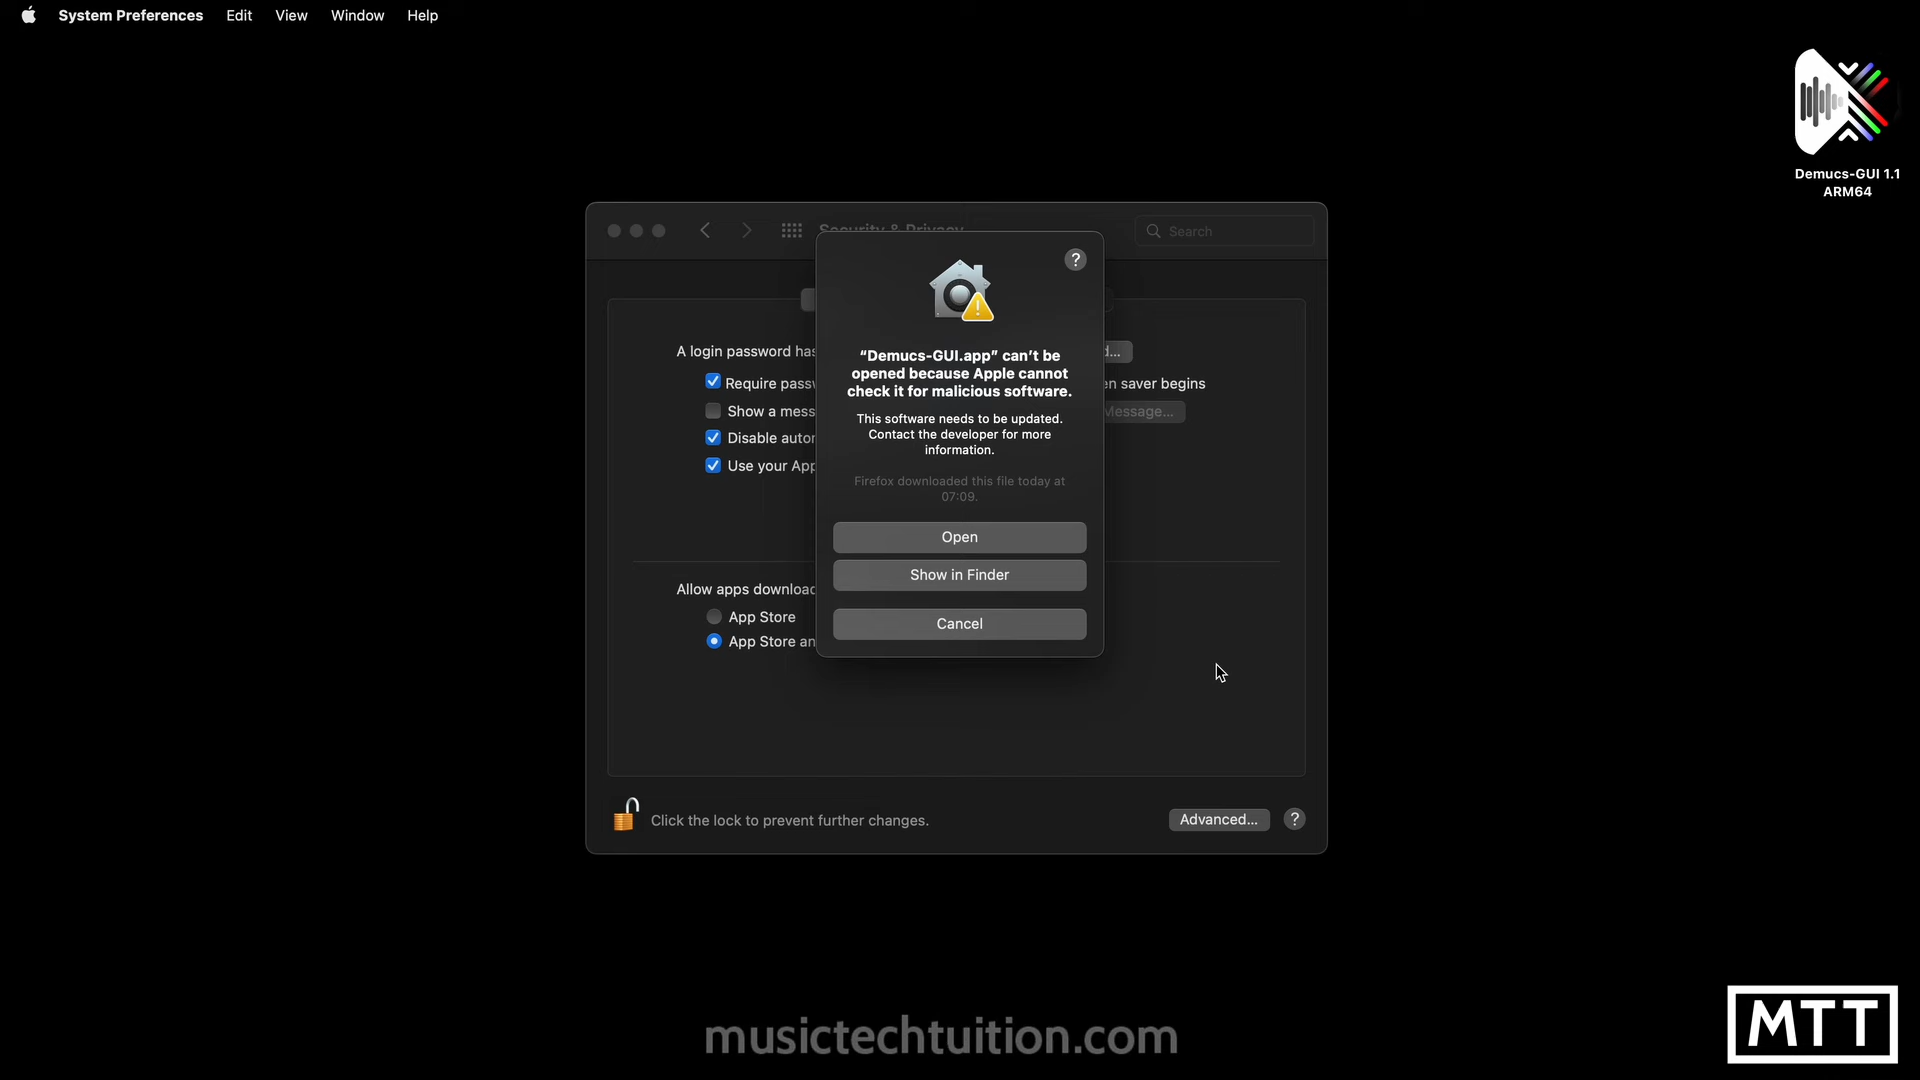 System Preferences Edit View Window Help
Demucs-GUI 1.1
ARM64
Security & Privacy
Search
?
“Demucs-GUI.app” can’t be
opened because Apple cannot
check it for malicious software.
This software needs to be updated.
Contact the developer for more
information.
Firefox downloaded this file today at
07:09.
Open
Show in Finder
Cancel
A login password has
d...
Require passw
en saver begins
Show a mess
Message...
Disable autor
Use your App
Allow apps downloac
App Store
App Store an
Click the lock to prevent further changes.
Advanced...
?
musictechtuition.com
MTT